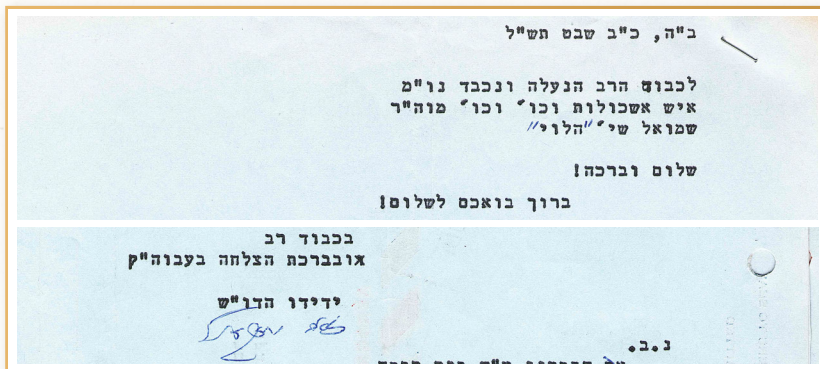 ב"ה, כ"ב שבט תש"ל
לכבוד הרב הנעלה ונכבד נו"מ
איש אשכולות וכו' וכו' מוה"ר
שמואל שי' "הלוי"
שלום וברכה!
ברוך בואכם לשלום!
בכבוד רב
אובברכת הצלחה בעבוה"ק
ידידו הדו"ש
נ.ב.